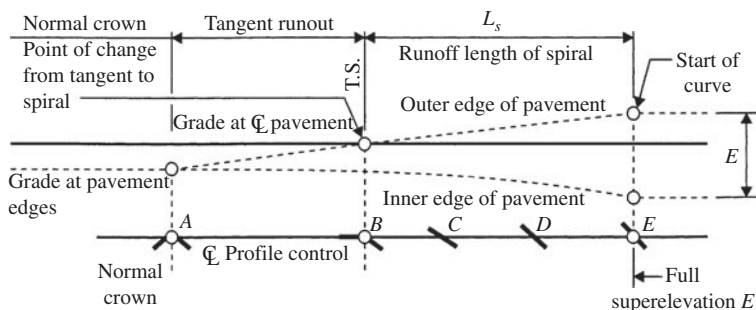 Normal crown
Tangent runout
Lₛ
Point of change
from tangent to
spiral
T.S.
Runoff length of spiral
Start of
curve
Outer edge of pavement
Grade at ℄ pavement
E
Grade at pavement
edges
Inner edge of pavement
A
B
C
D
E
℄ Profile control
Normal
crown
Full
superelevation E